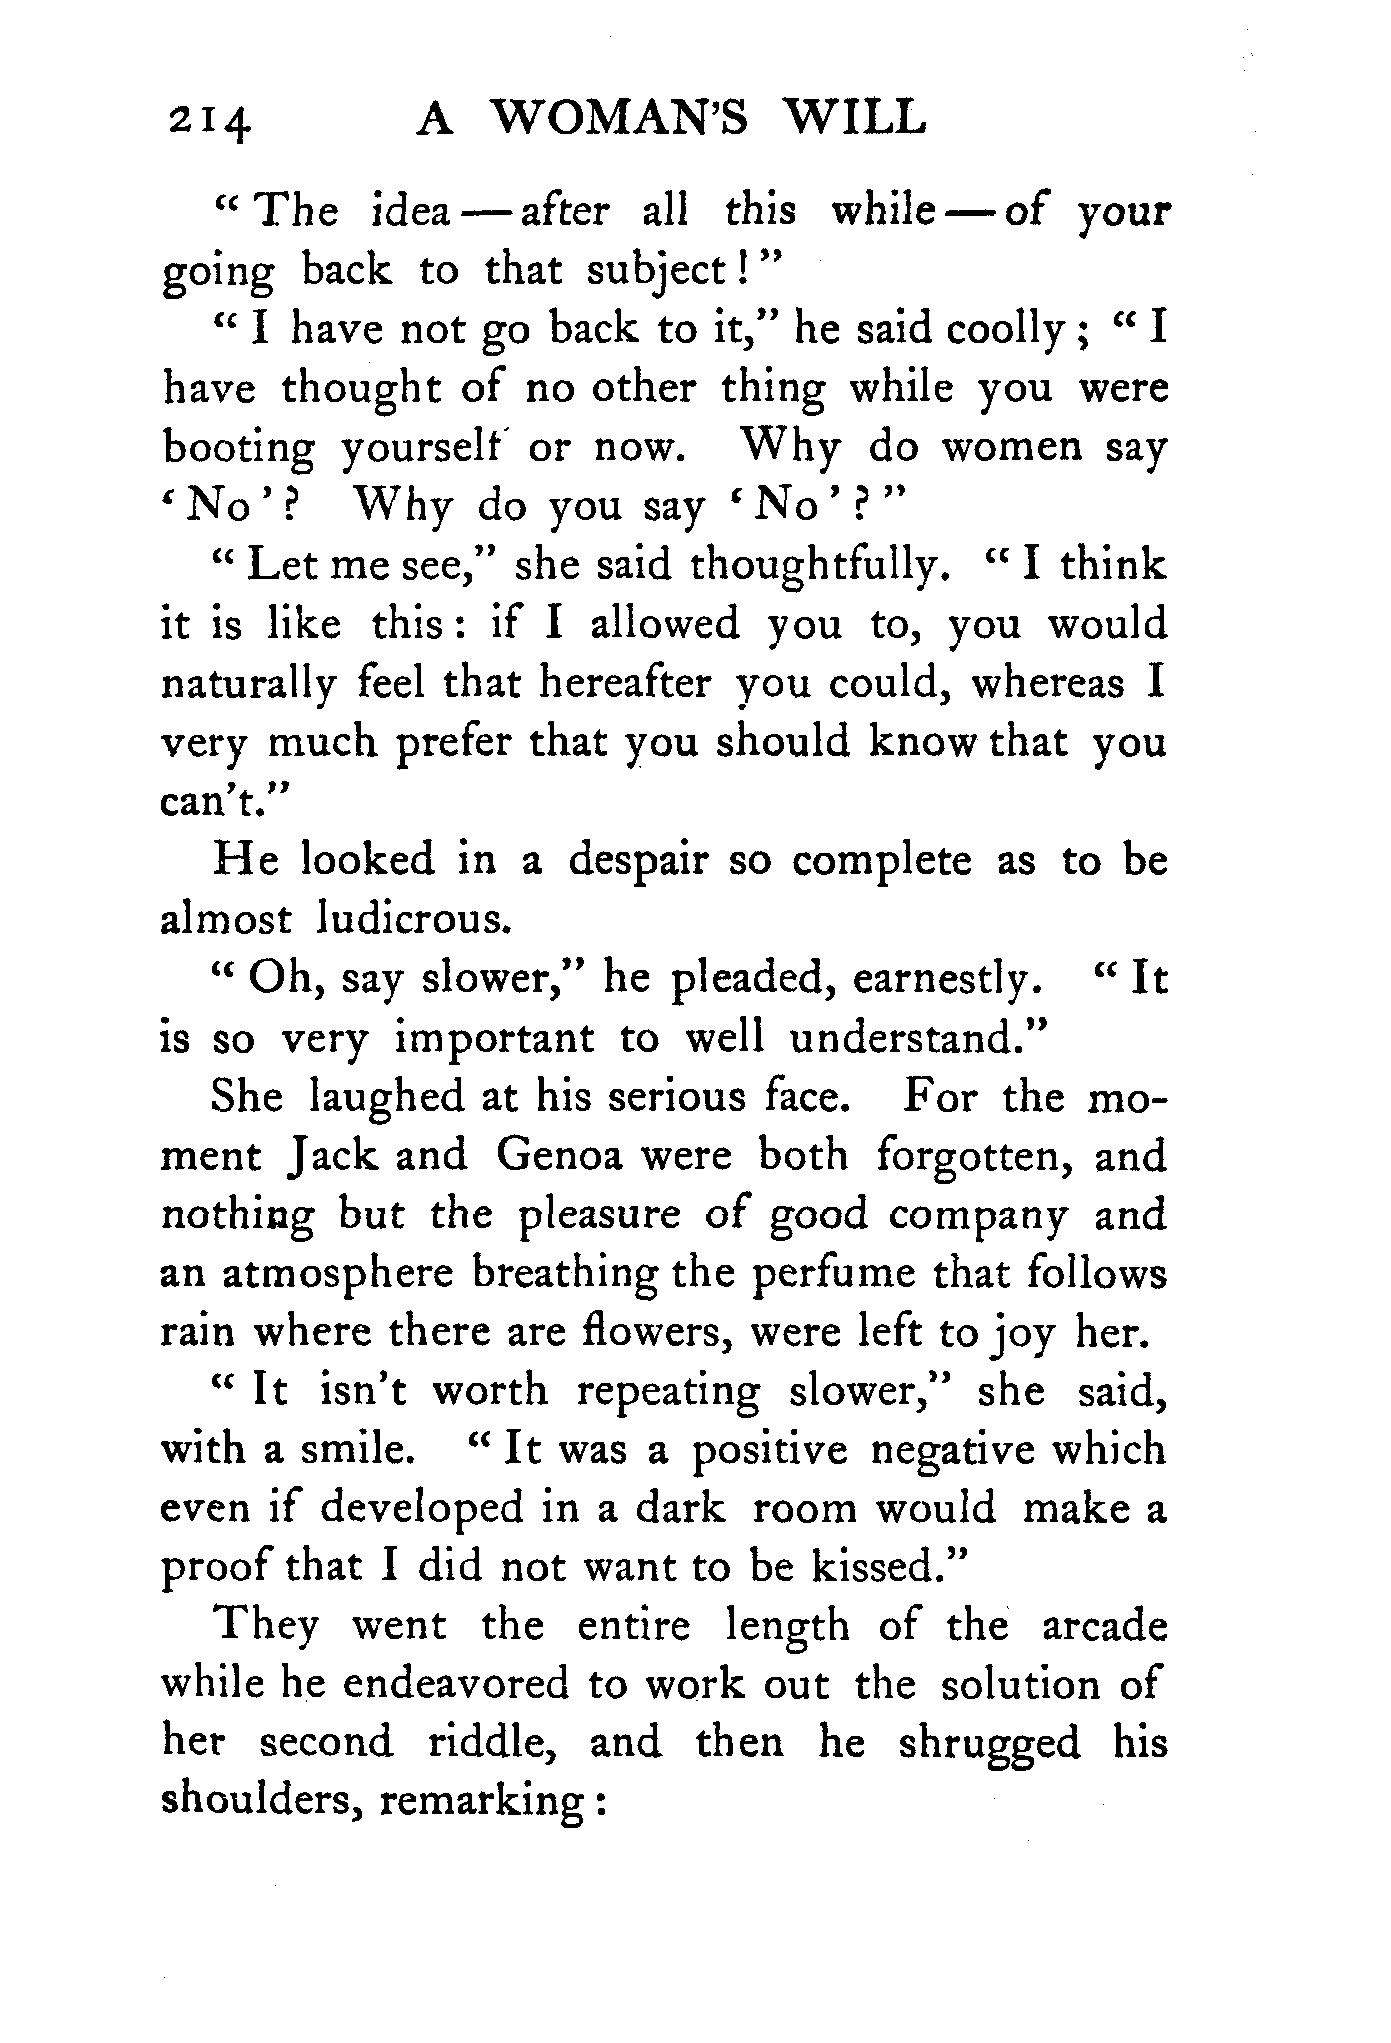 214 A WOMAN'S WILL
“ The idea — after all this while — of your
going back to that subject ! ”
“ I have not go back to it,” he said coolly ; “ I
have thought of no other thing while you were
booting yourself or now. Why do women say
‘ No ’ ? Why do you say ‘ No ’ ? ”
“ Let me see,” she said thoughtfully. “ I think
it is like this : if I allowed you to, you would
naturally feel that hereafter you could, whereas I
very much prefer that you should know that you
can't.”
He looked in a despair so complete as to be
almost ludicrous.
“ Oh, say slower,” he pleaded, earnestly. “ It
is so very important to well understand.”
She laughed at his serious face. For the mo-
ment Jack and Genoa were both forgotten, and
nothing but the pleasure of good company and
an atmosphere breathing the perfume that follows
rain where there are flowers, were left to joy her.
“ It isn't worth repeating slower,” she said,
with a smile. “ It was a positive negative which
even if developed in a dark room would make a
proof that I did not want to be kissed.”
They went the entire length of the arcade
while he endeavored to work out the solution of
her second riddle, and then he shrugged his
shoulders, remarking :